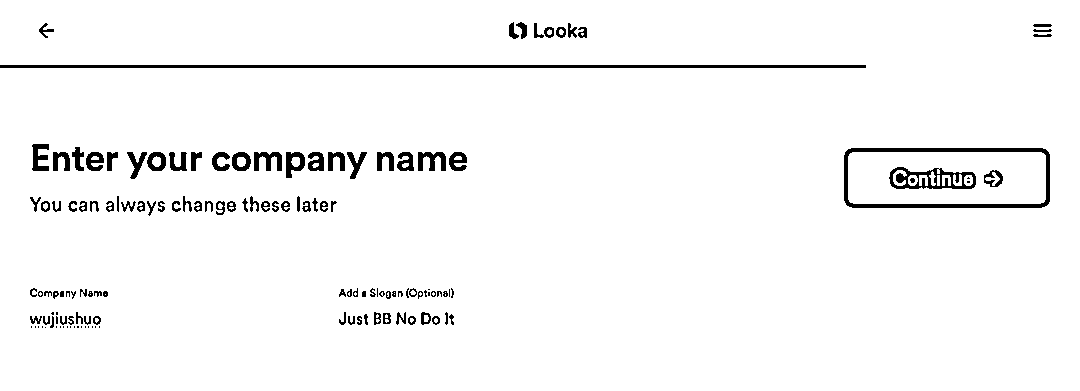 Looka
Enter your company name
You can always change these later
Continue →
Company Name
wujiushuo
Add a Slogan (Optional)
Just BB No Do It